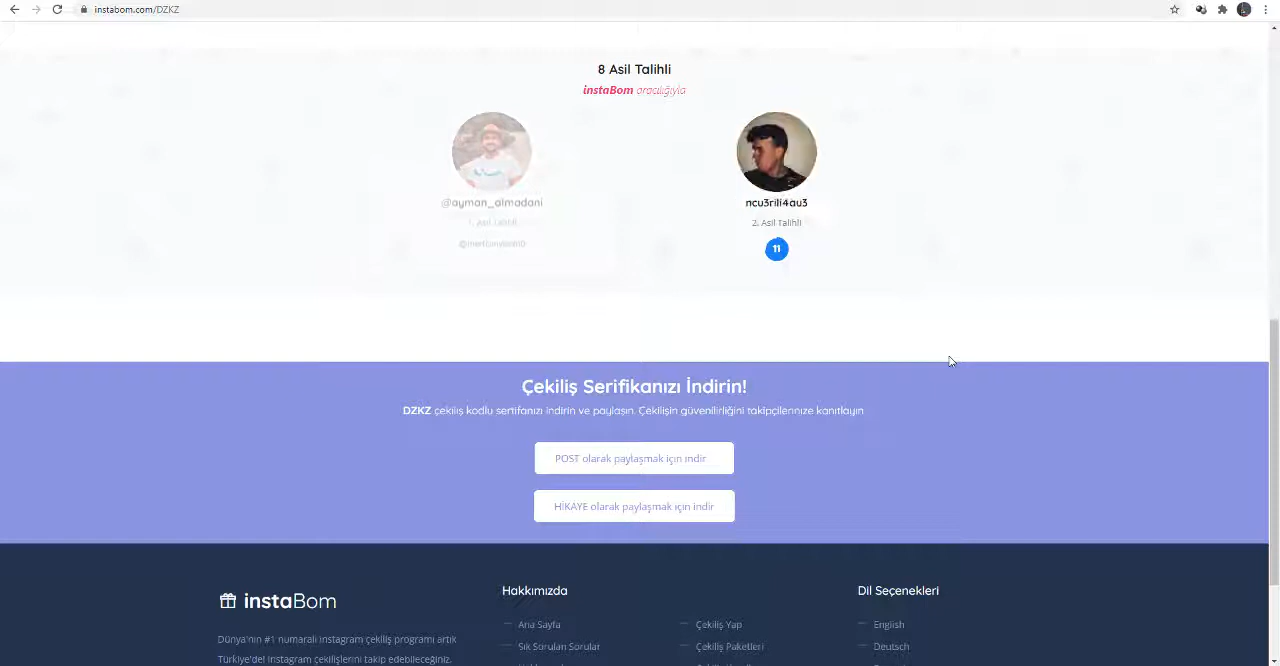 instabom.com/DZKZ
8 Asil Talihli
instaBom aracılığıyla
@ayman_almadani
ncu3rili4au3
1. Asil Talihli
2. Asil Talihli
11
Çekiliş Serifikanızı İndirin!
DZKZ çekiliş kodlu sertifanızı indirin ve paylaşın. Çekilişin güvenilirliğini takipçilerinize kanıtlayın
POST olarak paylaşmak için indir
HİKAYE olarak paylaşmak için indir
instaBom
Dünya'nın #1 numaralı instagram çekiliş programı artık
Türkiye'de! Instagram çekilişlerini takip edebileceğiniz,
Hakkımızda
Ana Sayfa
Sık Sorulan Sorular
Çekiliş Yap
Çekiliş Paketleri
Dil Seçenekleri
English
Deutsch